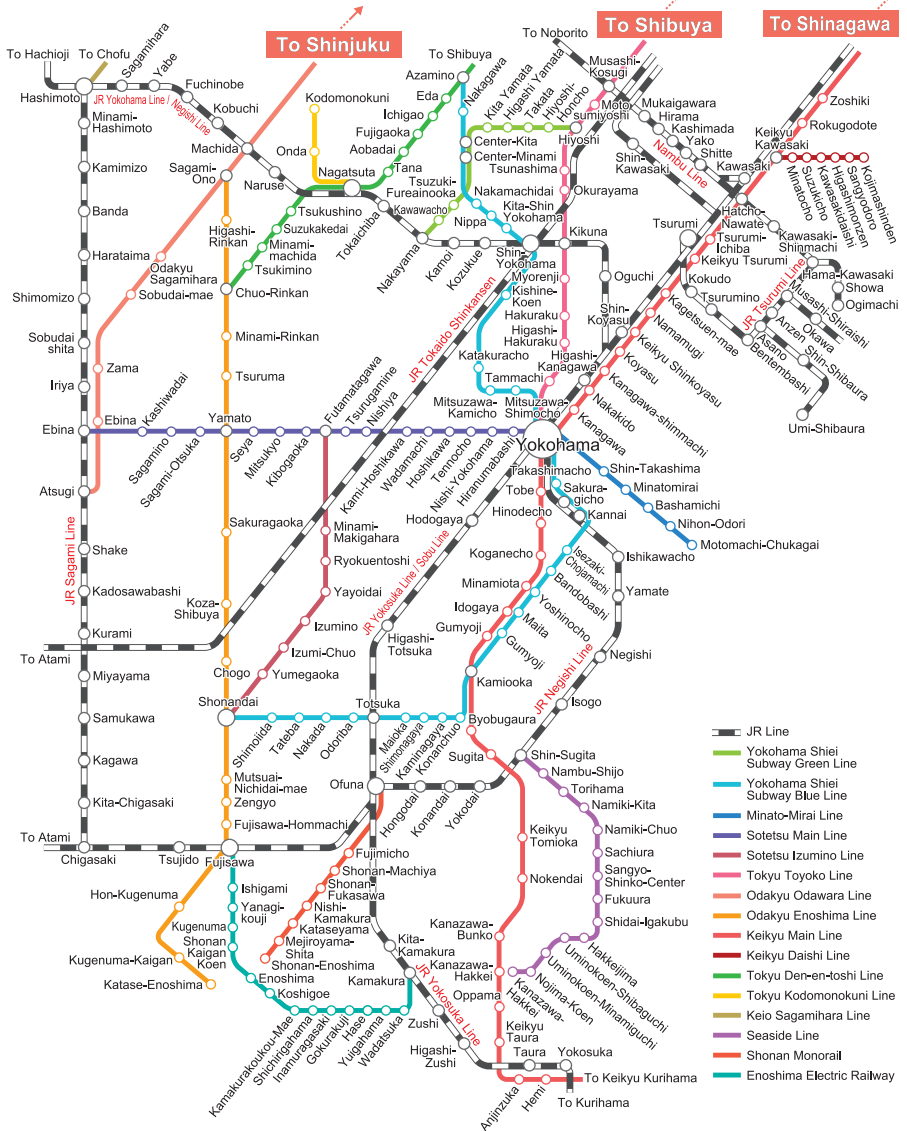 To Shinjuku
To Shibuya
To Shinagawa
To Hachioji
To Chofu
Sagamihara
Yabe
Fuchinobe
Kobuchi
Hashimoto
JR Yokohama Line / Negishi Line
Machida
Naruse
Minami-
Hashimoto
Kamimizo
Banda
Harataima
Shimomizo
Sobudai
shita
Iriya
Ebina
Atsugi
JR Sagami Line
Shake
Kadosawabashi
Kurami
To Atami
Miyayama
Samukawa
Kagawa
Kita-Chigasaki
To Atami
Chigasaki
Tsujido
Fujisawa
Sagami-
Ono
Odakyu
Sagamihara
Sobudai-mae
Zama
Ebina
Higashi-
Rinkan
Chuo-Rinkan
Minami-Rinkan
Tsuruma
Yamato
Sakuragaoka
Koza-
Shibuya
Chogo
Shonandai
Mutsuai-
Nichidai-mae
Zengyo
Fujisawa-Hommachi
Hon-Kugenuma
Kugenuma-Kaigan
Katase-Enoshima
Kodomonokuni
Onda
Nagatsuta
To Shibuya
Azamino
Eda
Ichigao
Fujigaoka
Aobadai
Tana
Tsukushino
Suzukakedai
Minami-
machida
Tsukimino
Tokaichiba
Nakayama
Kamoi
Kozukue
Shin-
Yokohama
Kikuna
Oguchi
Nakagawa
Kita Yamata
Higashi Yamata
Takata
Hiyoshi-
Honcho
Hiyoshi
Center-Kita
Center-Minami
Tsuzuki-
Fureainooka
Kawawacho
Tsunashima
Okurayama
Nakamachidai
Nippa
Kita-Shin
Yokohama
Myorenji
Kishine-
Koen
Hakuraku
Higashi-
Hakuraku
Katakuracho
Tammachi
Mitsuzawa-
Kamicho
Mitsuzawa-
Shimocho
Higashi-
Kanagawa
JR Tokaido Shinkansen
To Noborito
Musashi-
Kosugi
Moto
sumiyoshi
Mukaigawara
Hirama
Kashimada
Yako
Shitte
Nambu Line
Shin-
Kawasaki
Kawasaki
Keikyu
Kawasaki
Zoshiki
Rokugodote
Minatocho
Suzukicho
Kawasakidaishi
Higashimonzen
Sangyodoro
Kojimashinden
Hatcho-
Nawate
Kawasaki-
Shinmachi
Hama-Kawasaki
Showa
Ogimachi
JR Tsurumi Line
Tsurumi
Tsurumi-
Ichiba
Keikyu Tsurumi
Kokudo
Tsurumino
Kagetsuen-mae
Bentembashi
Asano
Anzen
Musashi-Shiraishi
Okawa
Shin-Shibaura
Umi-Shibaura
Shin-
Koyasu
Namamugi
Keikyu Shinkoyasu
Koyasu
Kanagawa-shimmachi
Nakakido
Kanagawa
Yokohama
Kashiwadai
Sagamino
Sagami-Otsuka
Seya
Mitsukyo
Kibogaoka
Futamatagawa
Tsurugamine
Nishiya
Kami-Hoshikawa
Wadamachi
Hoshikawa
Tennocho
Nishi-Yokohama
Hiranumabashi
Hodogaya
JR Yokosuka Line / Sobu Line
Higashi-
Totsuka
Minami-
Makigahara
Ryokuentoshi
Yayoidai
Izumino
Izumi-Chuo
Yumegaoka
Takashimacho
Tobe
Hinodecho
Koganecho
Minamiota
Idogaya
Gumyoji
Sakura-
gicho
Kannai
Isezaki-
Chojamachi
Bandobashi
Yoshinocho
Maita
Gumyoji
Shin-Takashima
Minatomirai
Bashamichi
Nihon-Odori
Motomachi-Chukagai
Ishikawacho
Yamate
Negishi
Isogo
JR Negishi Line
Kamiooka
Byobugaura
Sugita
Shimoiida
Tateba
Nakada
Odoriba
Totsuka
Maioka
Shimonagaya
Kaminagaya
Konanchuo
Ofuna
Hongodai
Konandai
Yokodai
Shin-Sugita
Nambu-Shijo
Torihama
Namiki-Kita
Namiki-Chuo
Sachiura
Sangyo-
Shinko-Center
Fukuura
Shidai-Igakubu
Hakkeijima
Uminokoen-Shibaguchi
Uminokoen-Minamiguchi
Nojima-Koen
Kanazawa-
Hakkei
Keikyu
Tomioka
Nokendai
Kanazawa-
Bunko
Kanazawa-
Hakkei
Oppama
Keikyu
Taura
Anjinzuka
Hemi
To Keikyu Kurihama
Fujimicho
Shonan-Machiya
Shonan-
Fukasawa
Nishi-
Kamakura
Kataseyama
Mejiroyama-
Shita
Shonan-Enoshima
Ishigami
Yanagi-
kouji
Kugenuma
Shonan
Kaigan
Koen
Enoshima
Koshigoe
Kamakurakoukou-Mae
Shichirigahama
Inamuragasaki
Gokurakuji
Hase
Yuigahama
Wadatsuka
Kita-
Kamakura
Kamakura
JR Yokosuka Line
Zushi
Higashi-
Zushi
Taura
Yokosuka
To Kurihama
JR Line
Yokohama Shiei
Subway Green Line
Yokohama Shiei
Subway Blue Line
Minato-Mirai Line
Sotetsu Main Line
Sotetsu Izumino Line
Tokyu Toyoko Line
Odakyu Odawara Line
Odakyu Enoshima Line
Keikyu Main Line
Keikyu Daishi Line
Tokyu Den-en-toshi Line
Tokyu Kodomonokuni Line
Keio Sagamihara Line
Seaside Line
Shonan Monorail
Enoshima Electric Railway